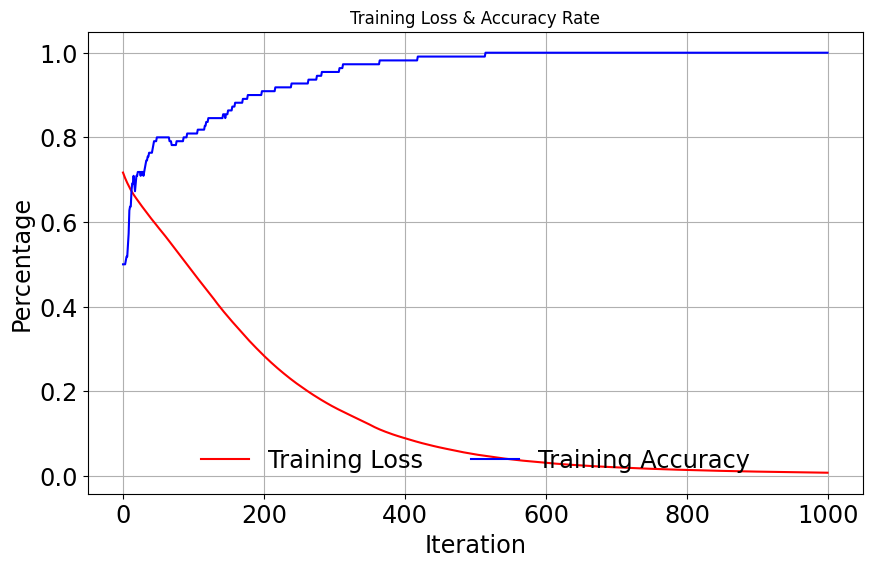 Training Loss & Accuracy Rate
1.0
0.8
0.6
0.4
0.2
0.0
Percentage
Training Loss
Training Accuracy
0 200 400 600 800 1000
Iteration